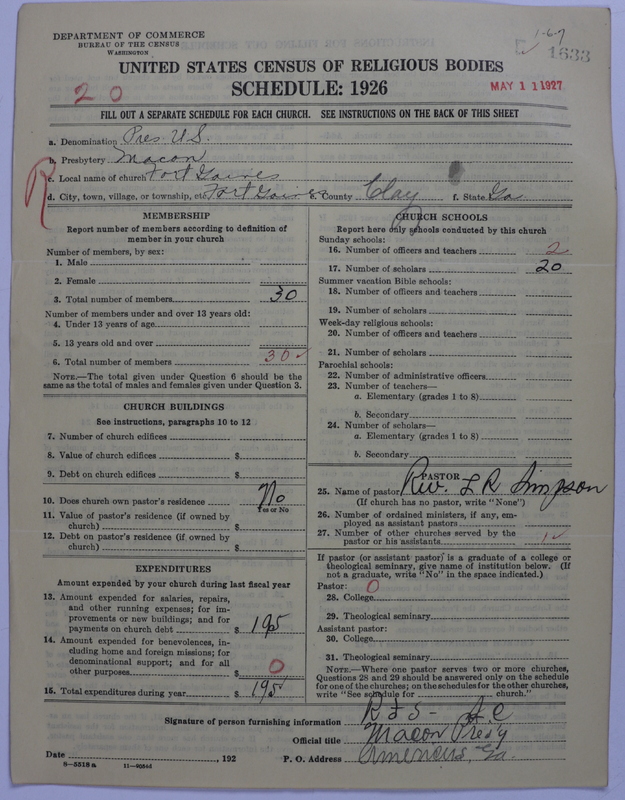 DEPARTMENT OF COMMERCE
BUREAU OF THE CENSUS
WASHINGTON
1-6-7
1633
UNITED STATES CENSUS OF RELIGIOUS BODIES
SCHEDULE: 1926
20
MAY 11 1927
FILL OUT A SEPARATE SCHEDULE FOR EACH CHURCH. SEE INSTRUCTIONS ON THE BACK OF THIS SHEET
a. Denomination Pres. U.S.
b. Presbytery Macon
c. Local name of church Fort Gaines
R
d. City, town, village, or township, etc. Fort Gaines e. County Clay f. State Ga
MEMBERSHIP
Report number of members according to definition of
member in your church
Number of members, by sex:
1. Male
2. Female
3. Total number of members 30
Number of members under and over 13 years old:
4. Under 13 years of age
5. 13 years old and over
6. Total number of members 30 ✓
NOTE.—The total given under Question 6 should be the
same as the total of males and females given under Question 3.
CHURCH BUILDINGS
See instructions, paragraphs 10 to 12
7. Number of church edifices
8. Value of church edifices $
9. Debt on church edifices $
10. Does church own pastor's residence No
Yes or No
11. Value of pastor's residence (if owned by
church) $
12. Debt on pastor's residence (if owned by
church) $
EXPENDITURES
Amount expended by your church during last fiscal year
13. Amount expended for salaries, repairs,
and other running expenses; for im-
provements or new buildings; and for
payments on church debt $ 195
14. Amount expended for benevolences, in-
cluding home and foreign missions; for
denominational support; and for all
other purposes $ 0
15. Total expenditures during year $ 195
CHURCH SCHOOLS
Report here only schools conducted by this church
Sunday schools:
16. Number of officers and teachers 2
17. Number of scholars 20
Summer vacation Bible schools:
18. Number of officers and teachers
19. Number of scholars
Week-day religious schools:
20. Number of officers and teachers
21. Number of scholars
Parochial schools:
22. Number of administrative officers
23. Number of teachers—
a. Elementary (grades 1 to 8)
b. Secondary
24. Number of scholars—
a. Elementary (grades 1 to 8)
b. Secondary
PASTOR
25. Name of pastor Rev. L R Simpson
(If church has no pastor, write "None")
26. Number of ordained ministers, if any, em-
ployed as assistant pastors
27. Number of other churches served by the
pastor or his assistants 1 ✓
If pastor (or assistant pastor) is a graduate of a college or
theological seminary, give name of institution below. (If
not a graduate, write "No" in the space indicated.)
Pastor: 0
28. College
29. Theological seminary
Assistant pastor:
30. College
31. Theological seminary
NOTE.—Where one pastor serves two or more churches,
Questions 28 and 29 should be answered only on the schedule
for one of the churches; on the schedules for the other churches,
write "See schedule for church."
Signature of person furnishing information
Official title Macon Pres'y
Date , 192 P. O. Address Americus, Ga.
8-5518a